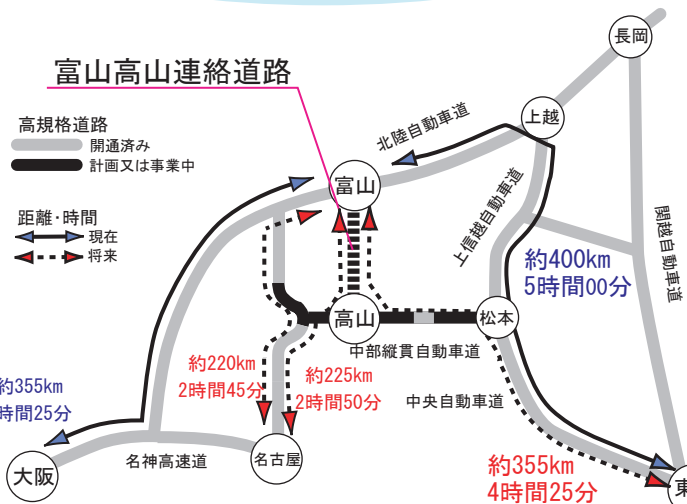 富山高山連絡道路
高規格道路
開通済み
計画又は事業中
距離・時間
現在
将来
長岡
上越
北陸自動車道
富山
上信越自動車道
関越自動車道
約400km
5時間00分
高山
松本
中部縦貫自動車道
約220km
2時間45分
約225km
2時間50分
約355km
時間25分
中央自動車道
名神高速道
名古屋
大阪
約355km
4時間25分
東